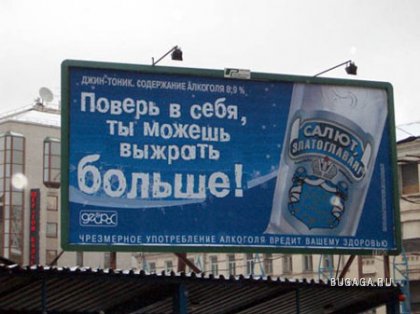 ДЖИН-ТОНИК. СОДЕРЖАНИЕ АЛКОГОЛЯ 8,9 %
Поверь в себя,
ты можешь
выжрать
больше!
САЛЮТ,
ЗЛАТОГЛАВАЯ!
ЧРЕЗМЕРНОЕ УПОТРЕБЛЕНИЕ АЛКОГОЛЯ ВРЕДИТ ВАШЕМУ ЗДОРОВЬЮ
BUGAGA.RU